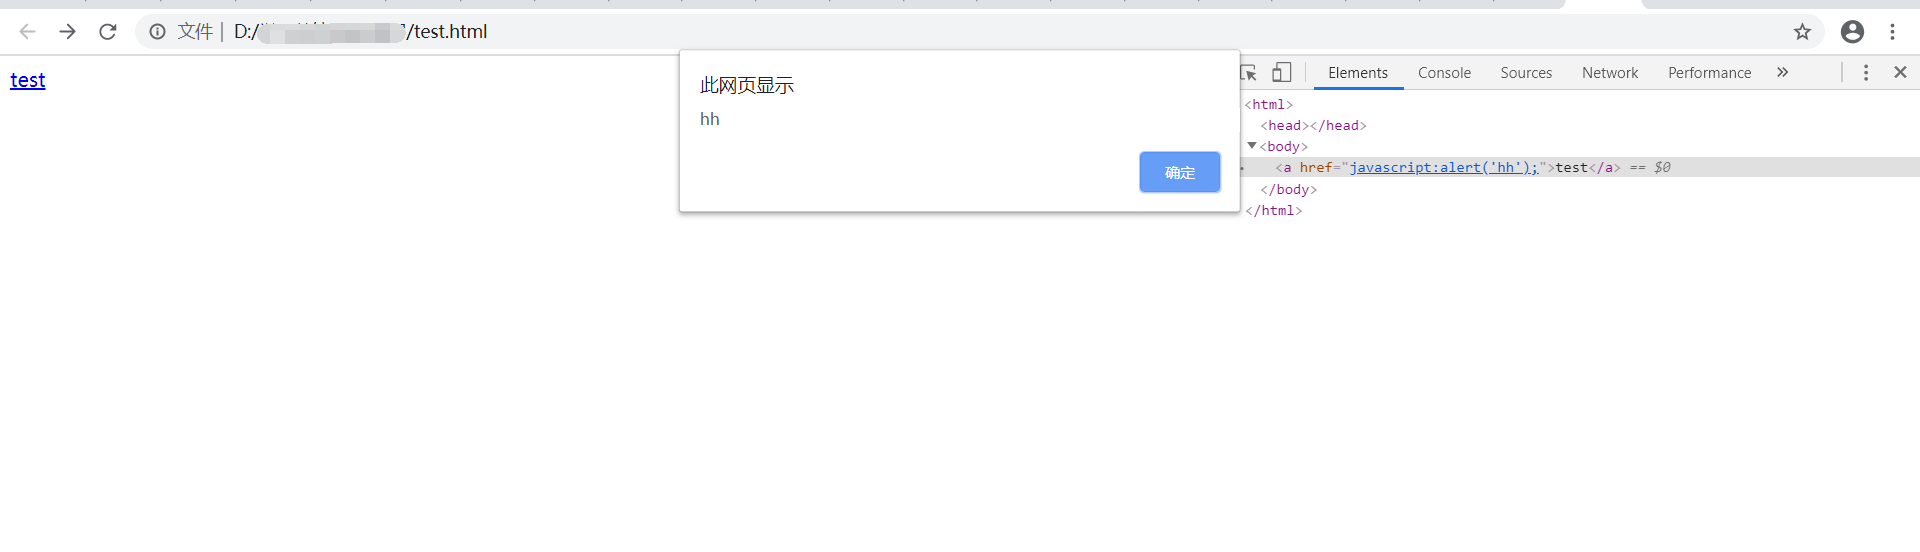 文件 | D:/ /test.html
test
此网页显示
hh
确定
Elements Console Sources Network Performance »
<html>
<head></head>
<body>
<a href="javascript:alert('hh');">test</a> == $0
</body>
</html>